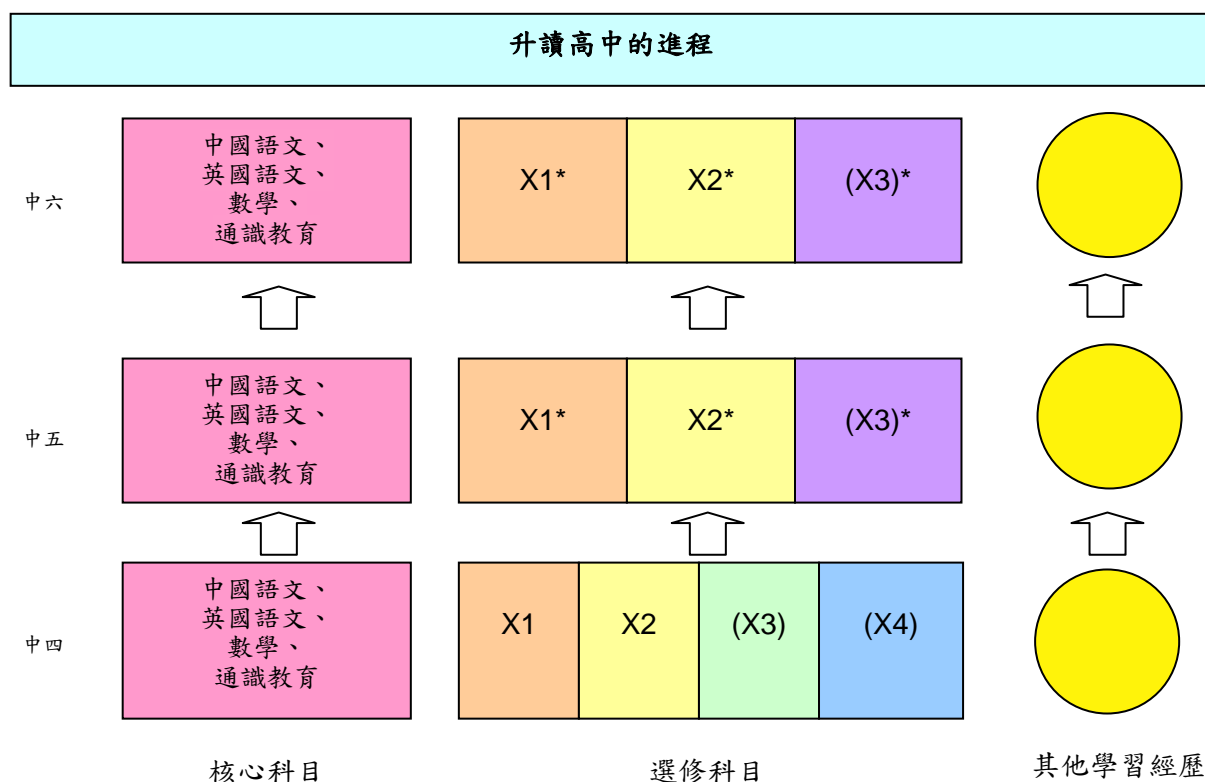 升讀高中的進程
中六
中國語文、
英國語文、
數學、
通識教育
X1*
X2*
(X3)*
中五
中國語文、
英國語文、
數學、
通識教育
X1*
X2*
(X3)*
中四
中國語文、
英國語文、
數學、
通識教育
X1
X2
(X3)
(X4)
核心科目
選修科目
其他學習經歷